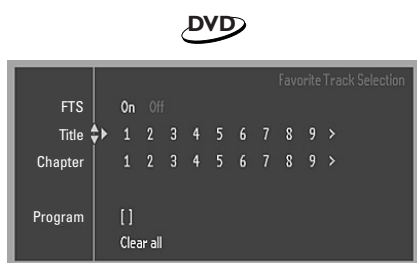 DVD
Favorite Track Selection
FTS On Off
Title 1 2 3 4 5 6 7 8 9 >
Chapter 1 2 3 4 5 6 7 8 9 >
Program [ ]
Clear all